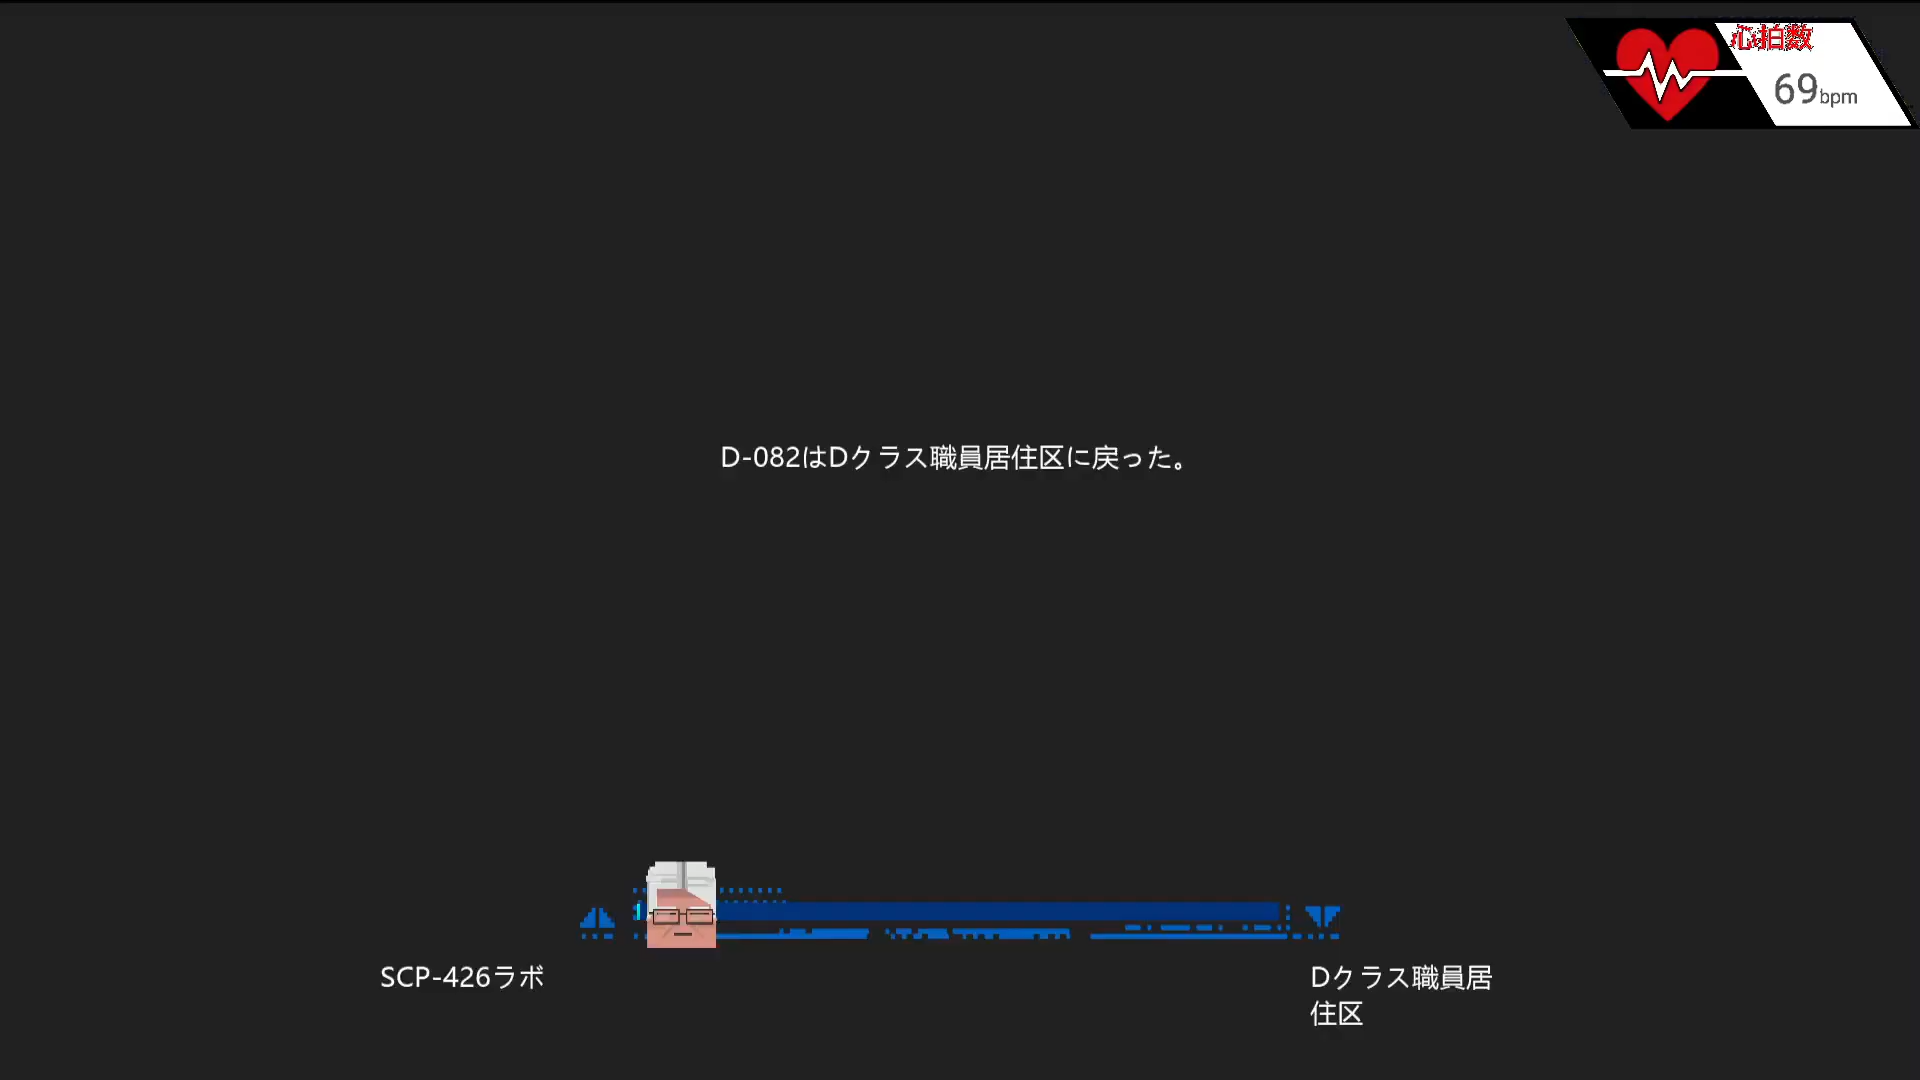 心拍数
69bpm
D-082はDクラス職員居住区に戻った。
SCP-426ラボ
Dクラス職員居
住区